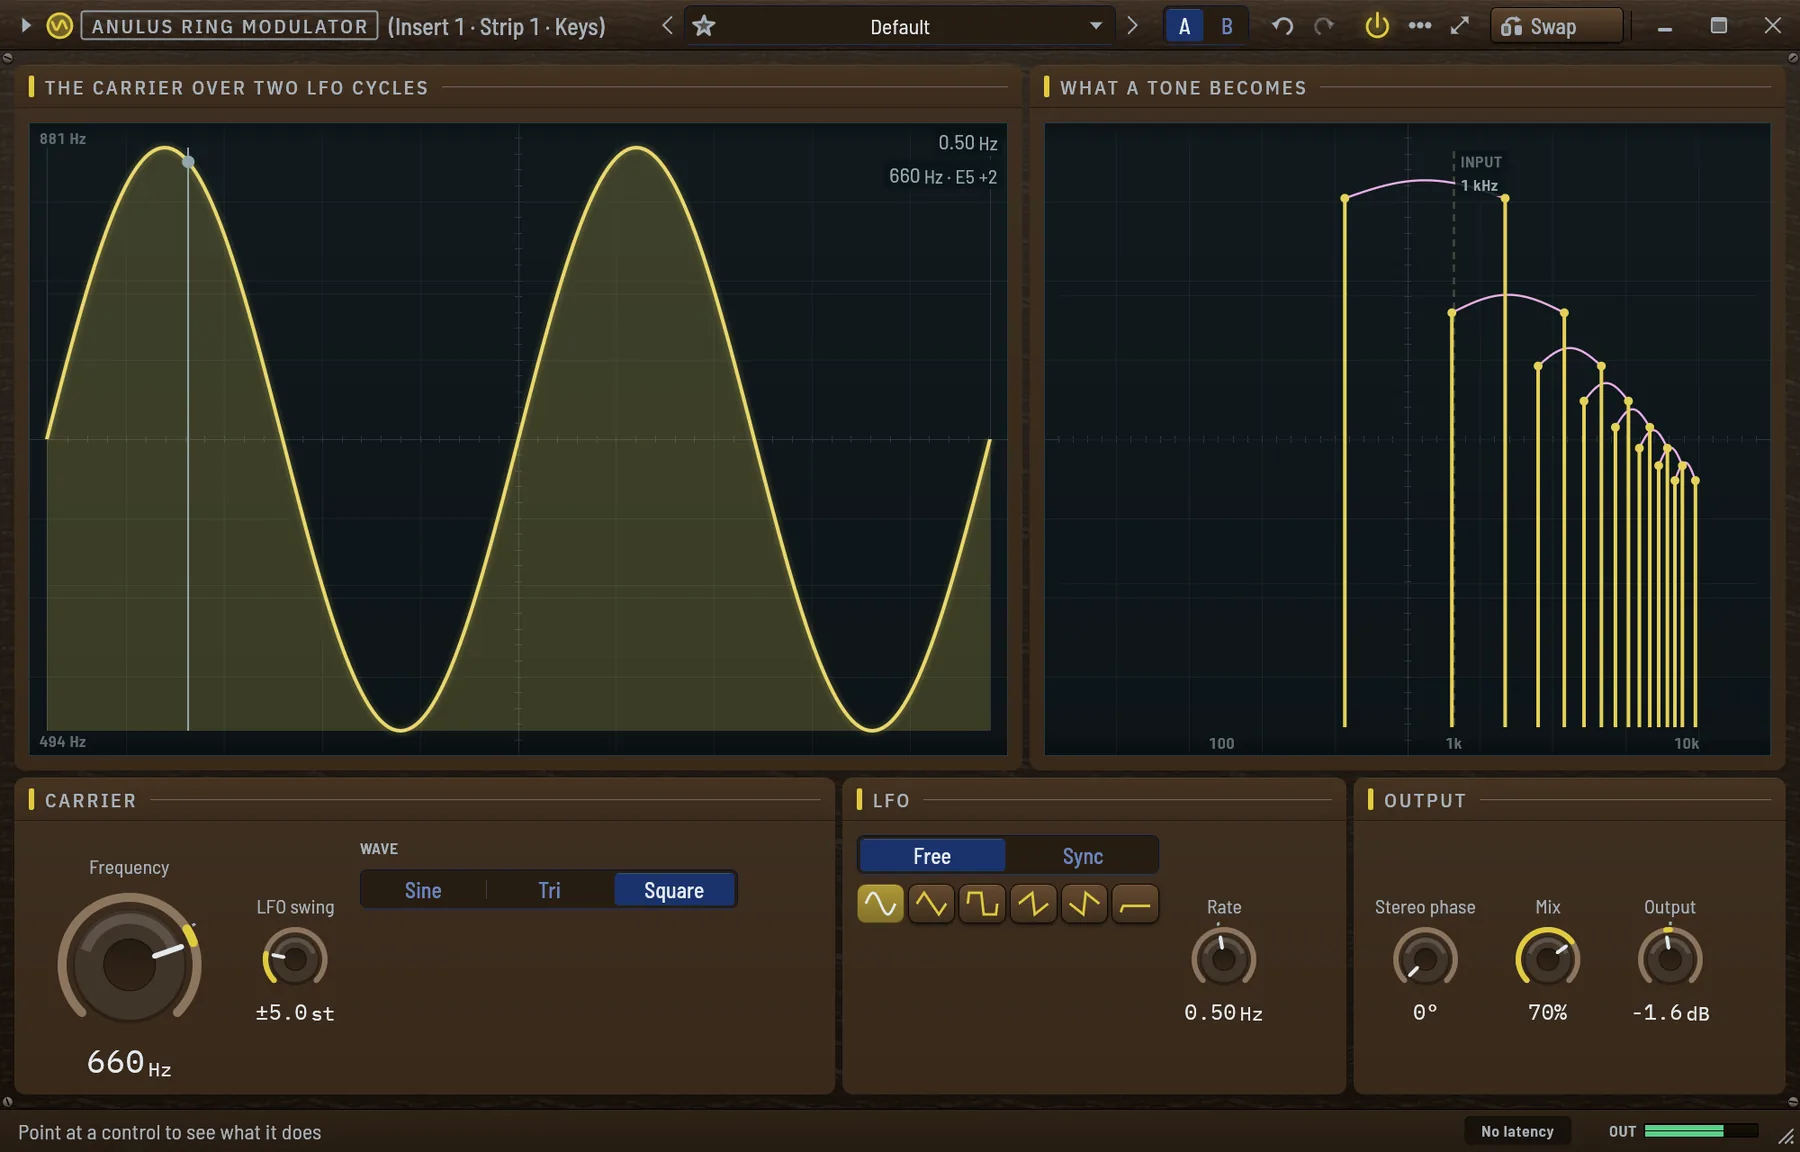 ANULUS RING MODULATOR (Insert 1 · Strip 1 · Keys) Default A B Swap
THE CARRIER OVER TWO LFO CYCLES
881 Hz
0.50 Hz
660 Hz · E5 +2
494 Hz
WHAT A TONE BECOMES
INPUT
1 kHz
100 1k 10k
CARRIER
Frequency
660 Hz
LFO swing
±5.0 st
WAVE
Sine Tri Square
LFO
Free Sync
Rate
0.50 Hz
OUTPUT
Stereo phase Mix Output
0° 70% -1.6 dB
Point at a control to see what it does No latency OUT